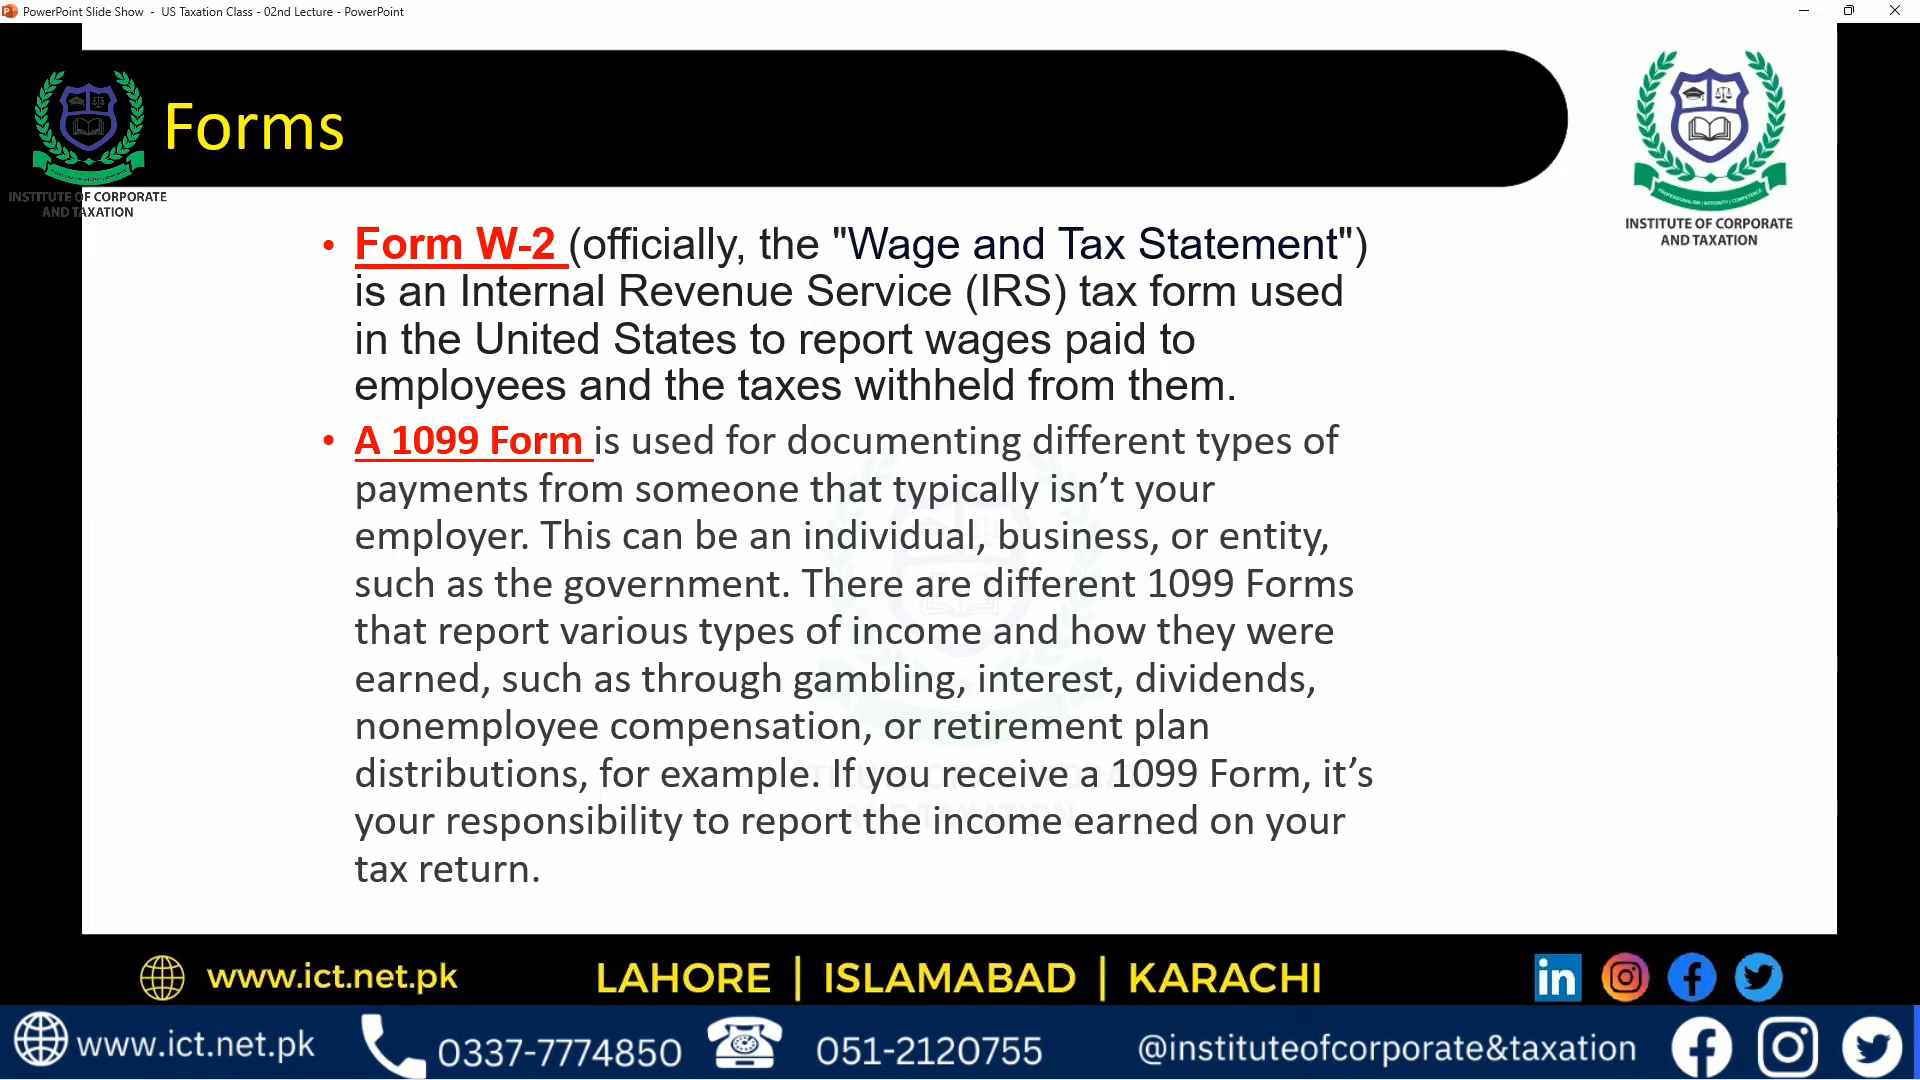 PowerPoint Slide Show - US Taxation Class - 02nd Lecture - PowerPoint
Forms
INSTITUTE OF CORPORATE
AND TAXATION
PROFESSIONALISM | INTEGRITY | COMPETENCE
INSTITUTE OF CORPORATE
AND TAXATION
• Form W-2 (officially, the "Wage and Tax Statement")
is an Internal Revenue Service (IRS) tax form used
in the United States to report wages paid to
employees and the taxes withheld from them.
• A 1099 Form is used for documenting different types of
payments from someone that typically isn’t your
employer. This can be an individual, business, or entity,
such as the government. There are different 1099 Forms
that report various types of income and how they were
earned, such as through gambling, interest, dividends,
nonemployee compensation, or retirement plan
distributions, for example. If you receive a 1099 Form, it’s
your responsibility to report the income earned on your
tax return.
www.ict.net.pk LAHORE | ISLAMABAD | KARACHI
www.ict.net.pk 0337-7774850 051-2120755 @instituteofcorporate&taxation